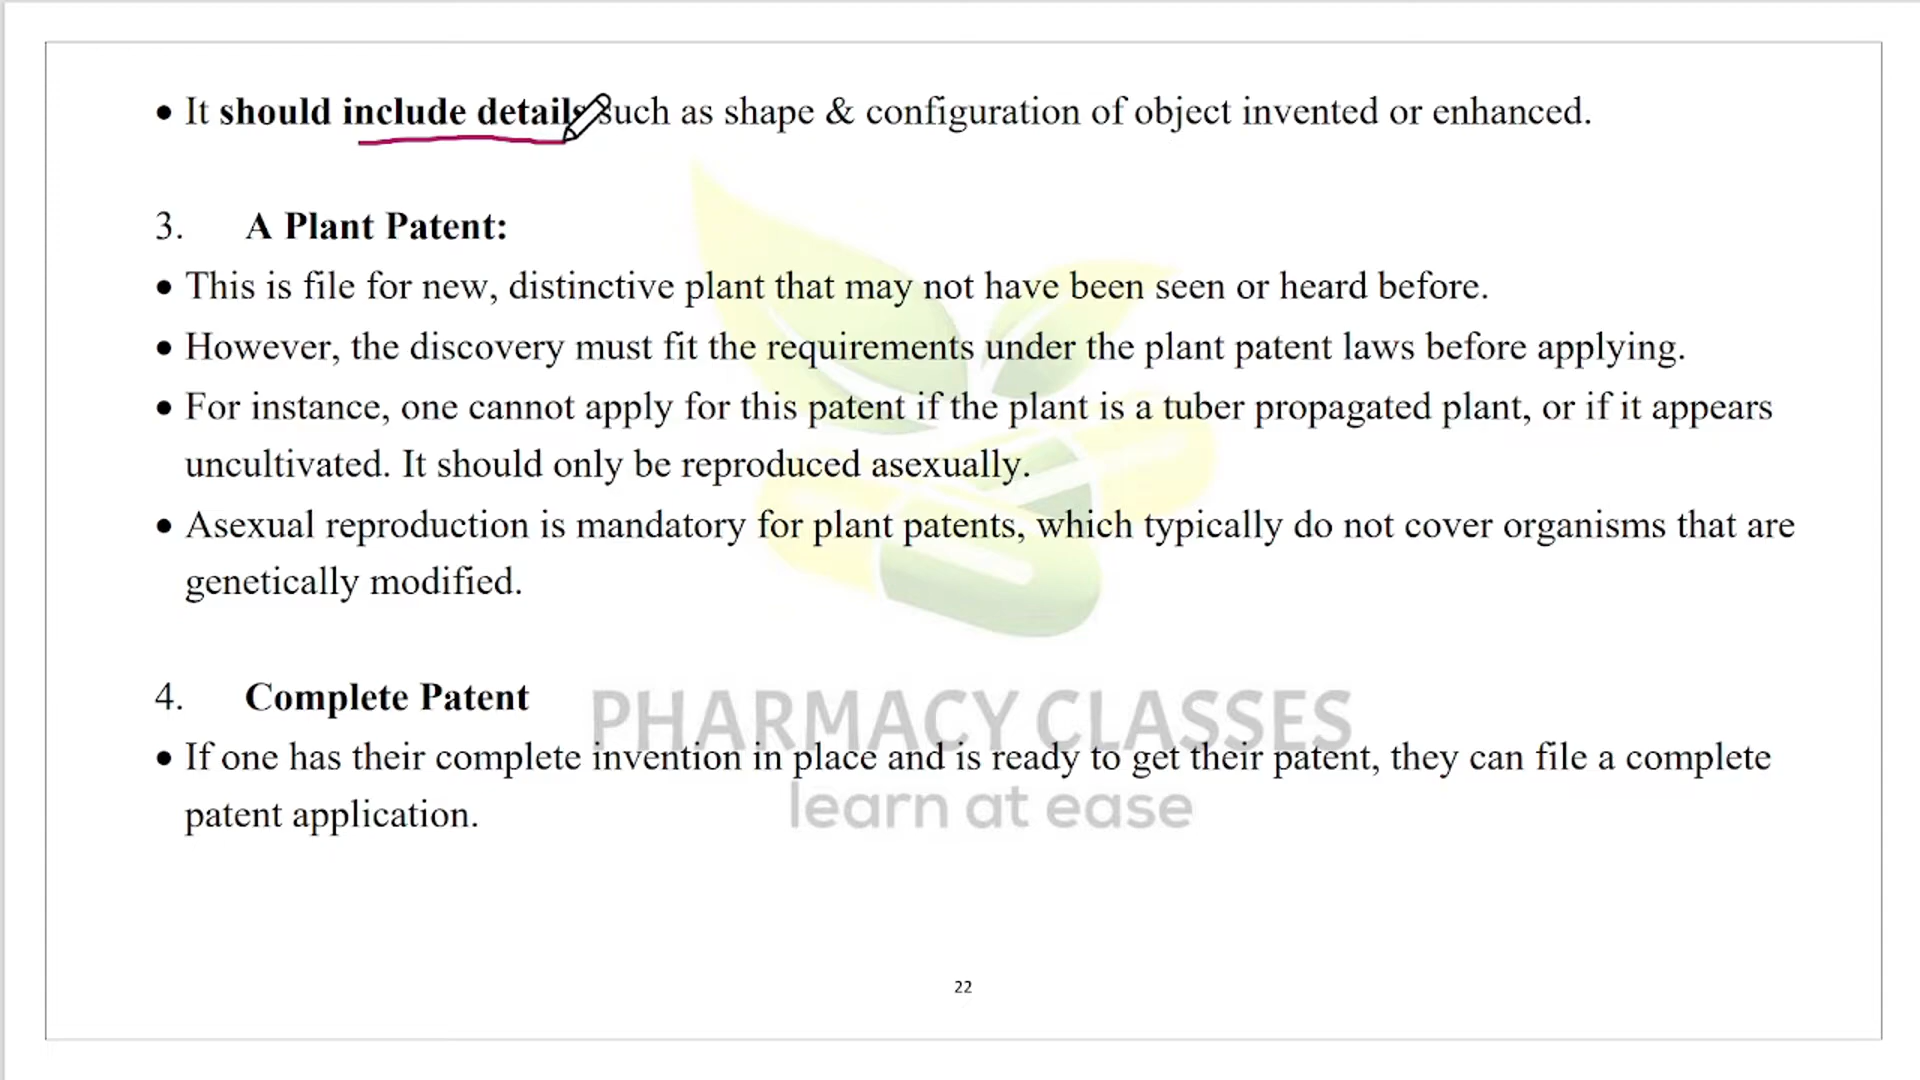 • It should include details such as shape & configuration of object invented or enhanced.
3. A Plant Patent:
• This is file for new, distinctive plant that may not have been seen or heard before.
• However, the discovery must fit the requirements under the plant patent laws before applying.
• For instance, one cannot apply for this patent if the plant is a tuber propagated plant, or if it appears
uncultivated. It should only be reproduced asexually.
• Asexual reproduction is mandatory for plant patents, which typically do not cover organisms that are
genetically modified.
4. Complete Patent
PHARMACY CLASSES
• If one has their complete invention in place and is ready to get their patent, they can file a complete
patent application.
learn at ease
22